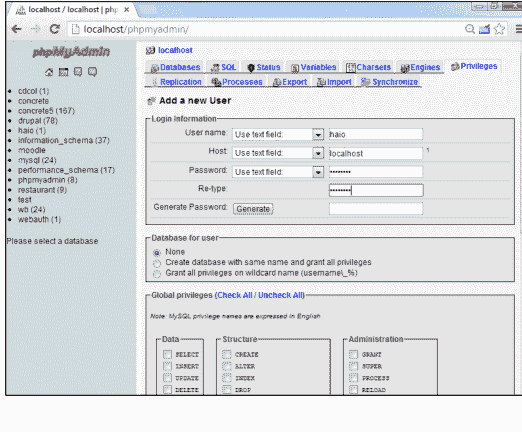 localhost / localhost | php ×
localhost/phpmyadmin/
phpMyAdmin
cdcol (1)
concrete
concrete5 (167)
drupal (78)
haio (1)
information_schema (37)
moodle
mysql (24)
performance_schema (17)
phpmyadmin (8)
restaurant (9)
test
wb (24)
webauth (1)
Please select a database
localhost
Databases SQL Status Variables Charsets Engines Privileges
Replication Processes Export Import Synchronize
Add a new User
Login Information
User name: Use text field: haio
Host: Use text field: localhost 1
Password: Use text field: ********
Re-type: ********
Generate Password: Generate
Database for user
None
Create database with same name and grant all privileges
Grant all privileges on wildcard name (username\_%)
Global privileges (Check All / Uncheck All)
Note: MySQL privilege names are expressed in English
Data Structure Administration
SELECT CREATE GRANT
INSERT ALTER SUPER
UPDATE INDEX PROCESS
DELETE DROP RELOAD